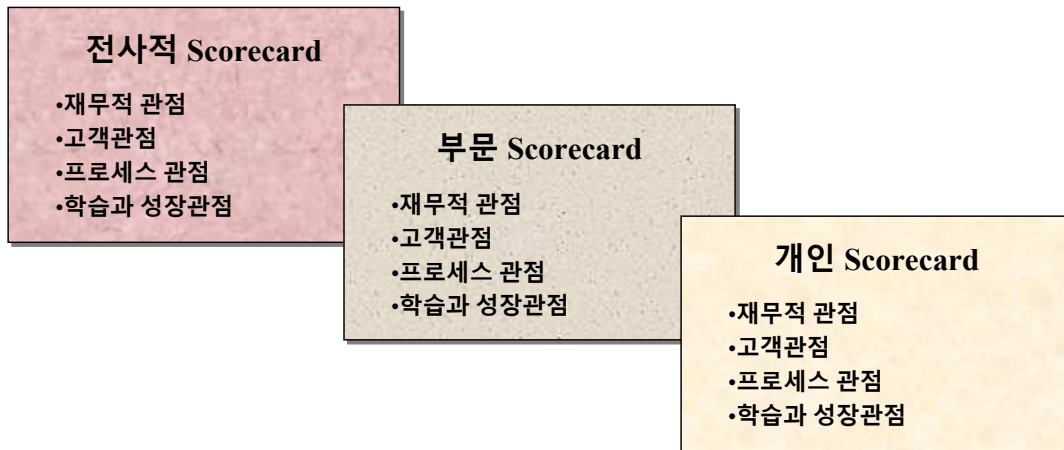 전사적 Scorecard
•재무적 관점
•고객관점
•프로세스 관점
•학습과 성장관점
부문 Scorecard
•재무적 관점
•고객관점
•프로세스 관점
•학습과 성장관점
개인 Scorecard
•재무적 관점
•고객관점
•프로세스 관점
•학습과 성장관점